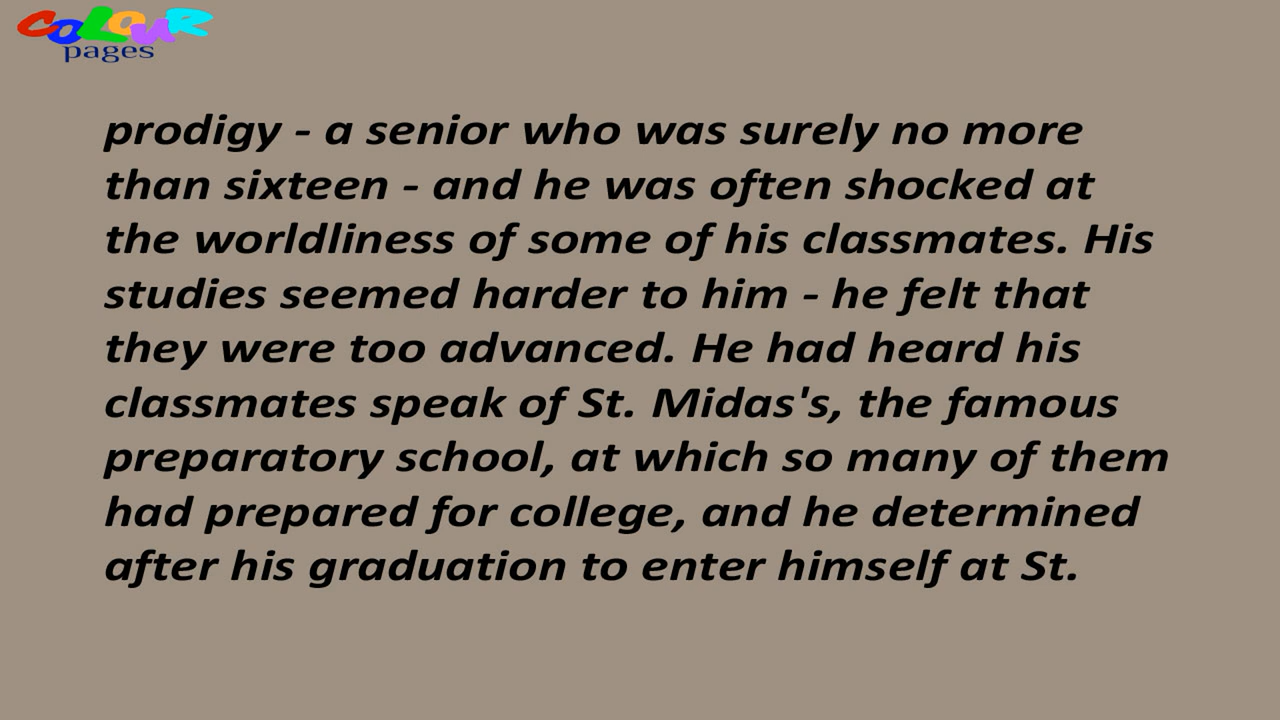 COLOUR
pages
prodigy - a senior who was surely no more
than sixteen - and he was often shocked at
the worldliness of some of his classmates. His
studies seemed harder to him - he felt that
they were too advanced. He had heard his
classmates speak of St. Midas's, the famous
preparatory school, at which so many of them
had prepared for college, and he determined
after his graduation to enter himself at St.